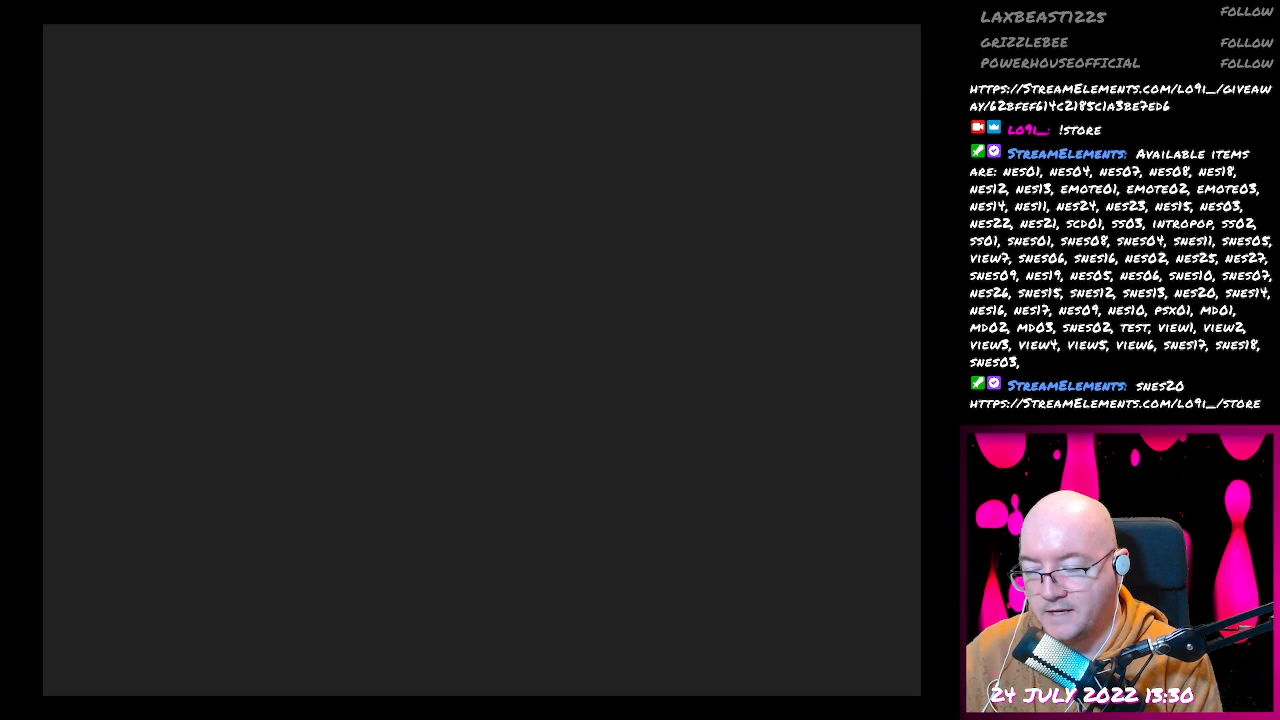 LAXBEAST1225 FOLLOW
GRIZZLEBEE FOLLOW
POWERHOUSEOFFICIAL FOLLOW
HTTPS://STREAMELEMENTS.COM/LO9I_/GIVEAW
AY/62BFEF614C2185C1A3BE7ED6
LO9I_: !STORE
STREAMELEMENTS: AVAILABLE ITEMS
ARE: NES01, NES04, NES07, NES08, NES18,
NES12, NES13, EMOTE01, EMOTE02, EMOTE03,
NES14, NES11, NES24, NES23, NES15, NES03,
NES22, NES21, SCD01, SS03, INTROPOP, SS02,
SS01, SNES01, SNES08, SNES04, SNES11, SNES05,
VIEW7, SNES06, SNES16, NES02, NES25, NES27,
SNES09, NES19, NES05, NES06, SNES10, SNES07,
NES26, SNES15, SNES12, SNES13, NES20, SNES14,
NES16, NES17, NES09, NES10, PSX01, MD01,
MD02, MD03, SNES02, TEST, VIEW1, VIEW2,
VIEW3, VIEW4, VIEW5, VIEW6, SNES17, SNES18,
SNES03,
STREAMELEMENTS: SNES20
HTTPS://STREAMELEMENTS.COM/LO9I_/STORE
24 JULY 2022 13:30